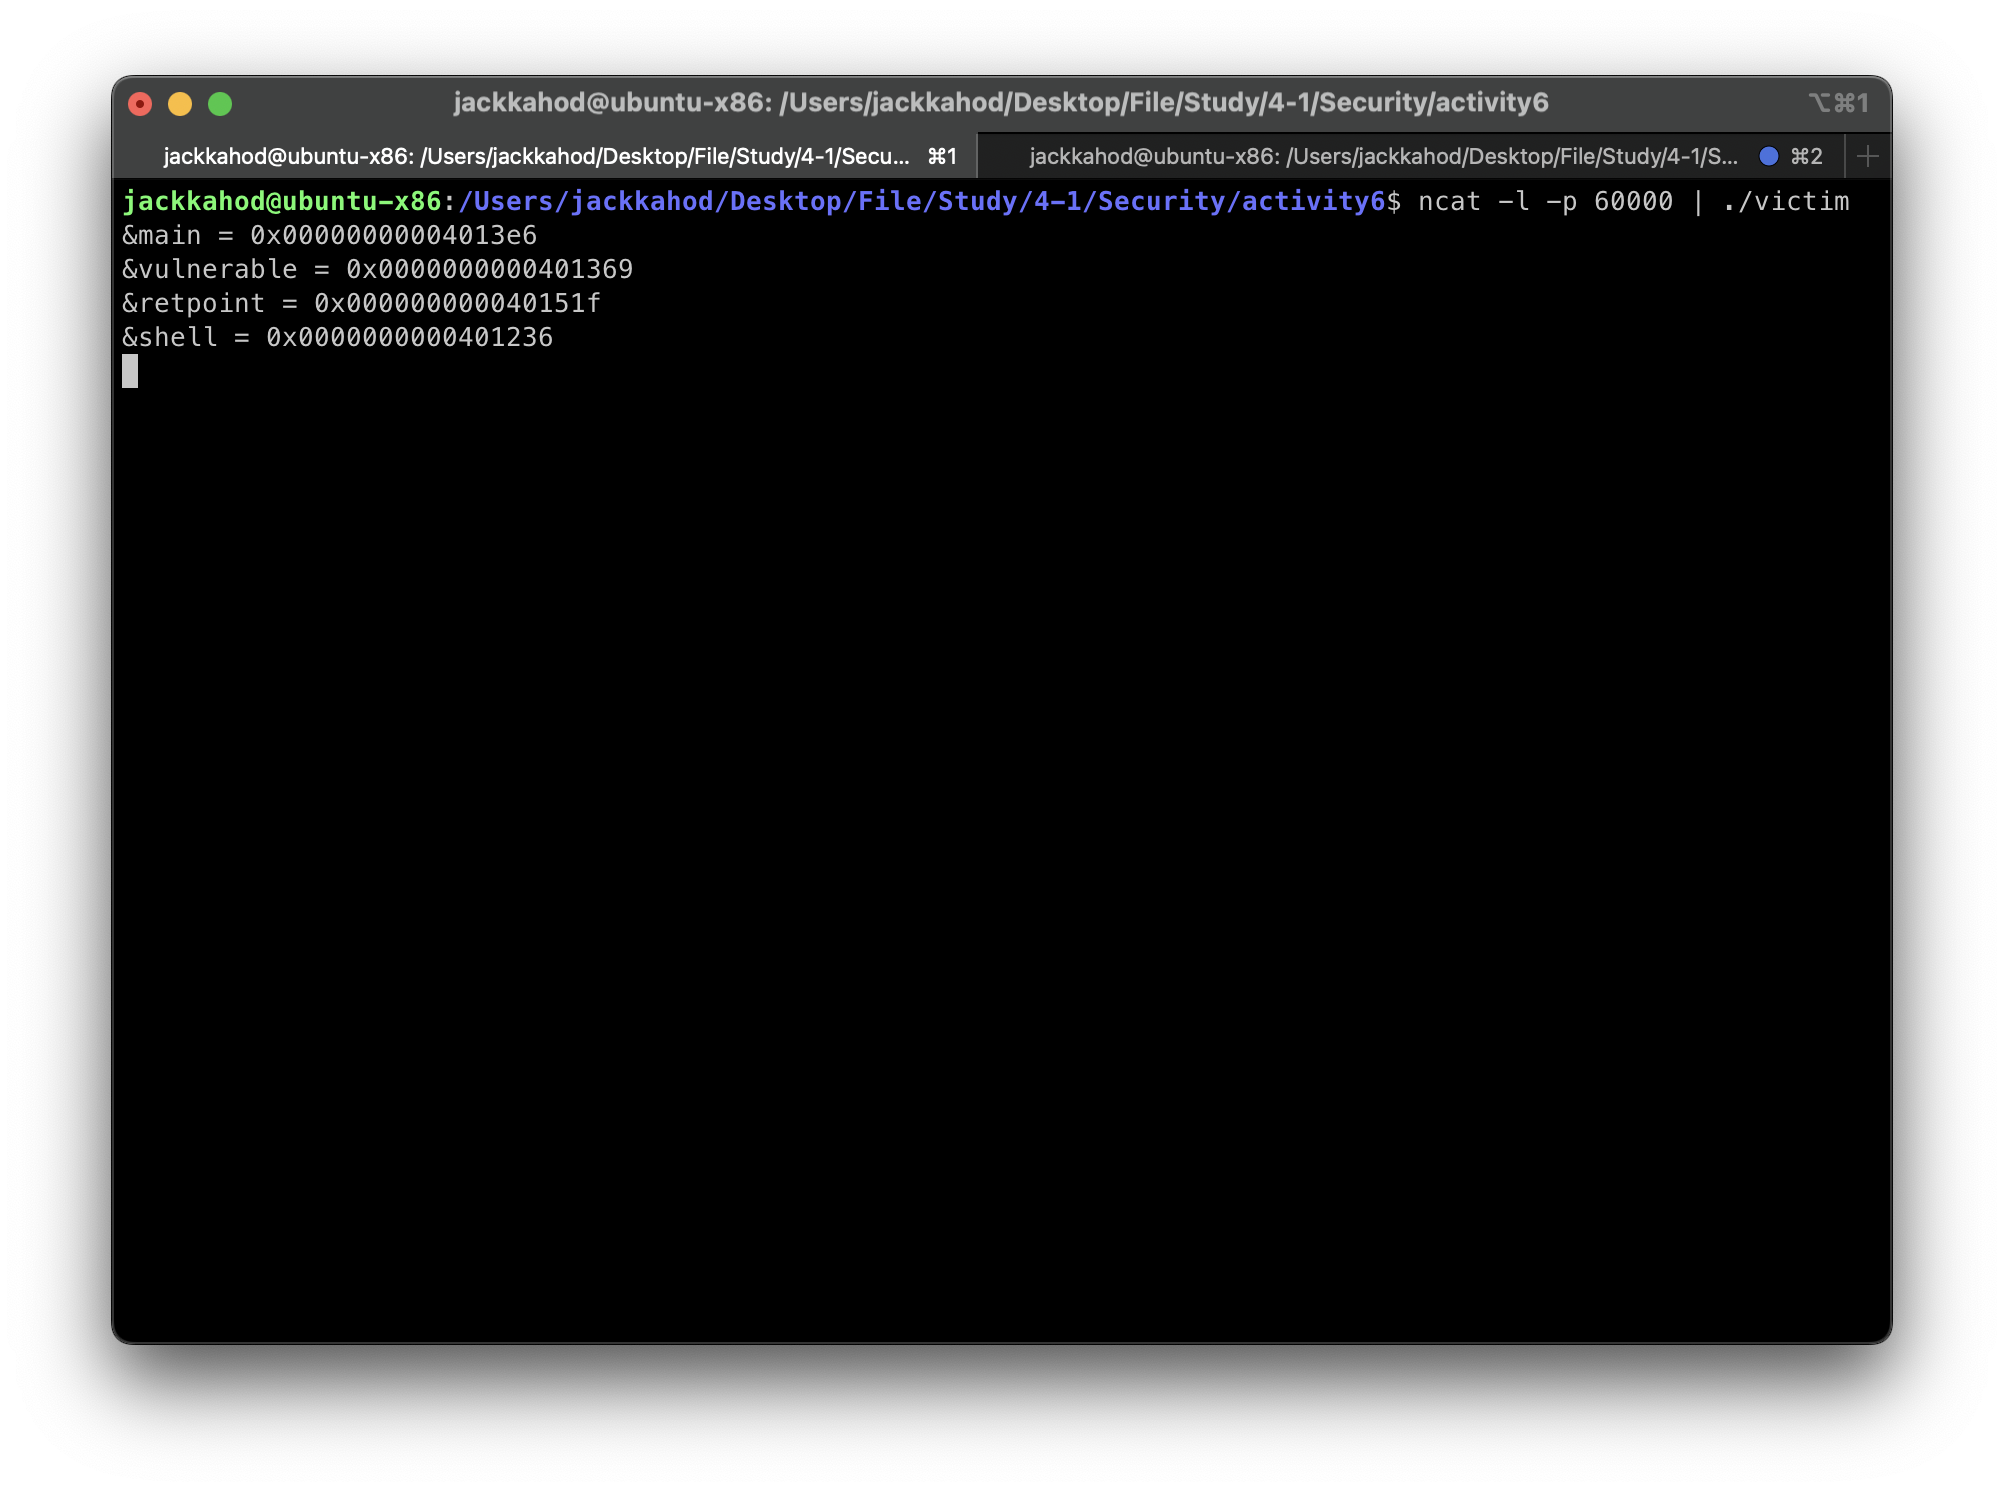 jackkahod@ubuntu-x86: /Users/jackkahod/Desktop/File/Study/4-1/Security/activity6 ⌥⌘1
jackkahod@ubuntu-x86: /Users/jackkahod/Desktop/File/Study/4-1/Secu... ⌘1 jackkahod@ubuntu-x86: /Users/jackkahod/Desktop/File/Study/4-1/S... ⌘2
jackkahod@ubuntu-x86:/Users/jackkahod/Desktop/File/Study/4-1/Security/activity6$ ncat -l -p 60000 | ./victim
&main = 0x00000000004013e6
&vulnerable = 0x0000000000401369
&retpoint = 0x000000000040151f
&shell = 0x0000000000401236